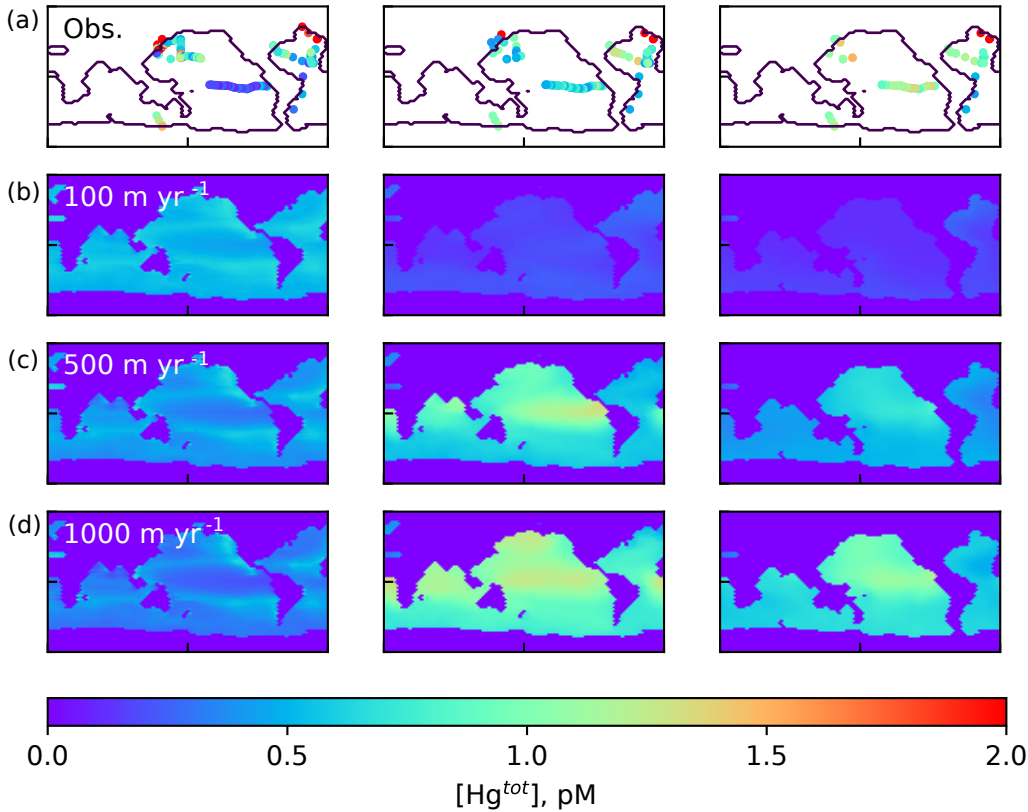 (a) Obs.
(b) 100 m yr⁻¹
(c) 500 m yr⁻¹
(d) 1000 m yr⁻¹
0.0 0.5 1.0 1.5 2.0
[Hg^{tot}], pM